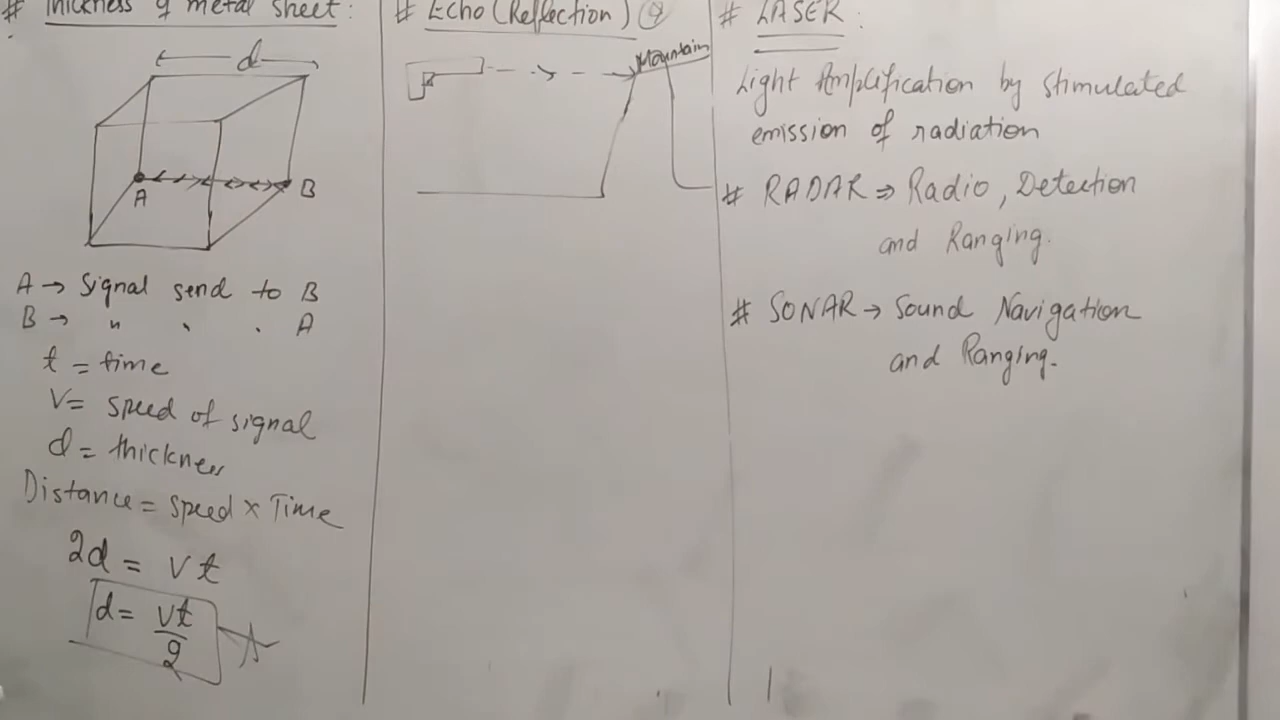 # Thickness of metal sheet:
d
A
B
A → Signal send to B
B → " " " A
t = time
V = speed of signal
d = thickness
Distance = speed × Time
2d = vt
d = vt/2
# Echo (Reflection)
Mountain
# LASER:
Light Amplification by stimulated
emission of radiation
# RADAR ⇒ Radio, Detection
and Ranging.
# SONAR → Sound Navigation
and Ranging.